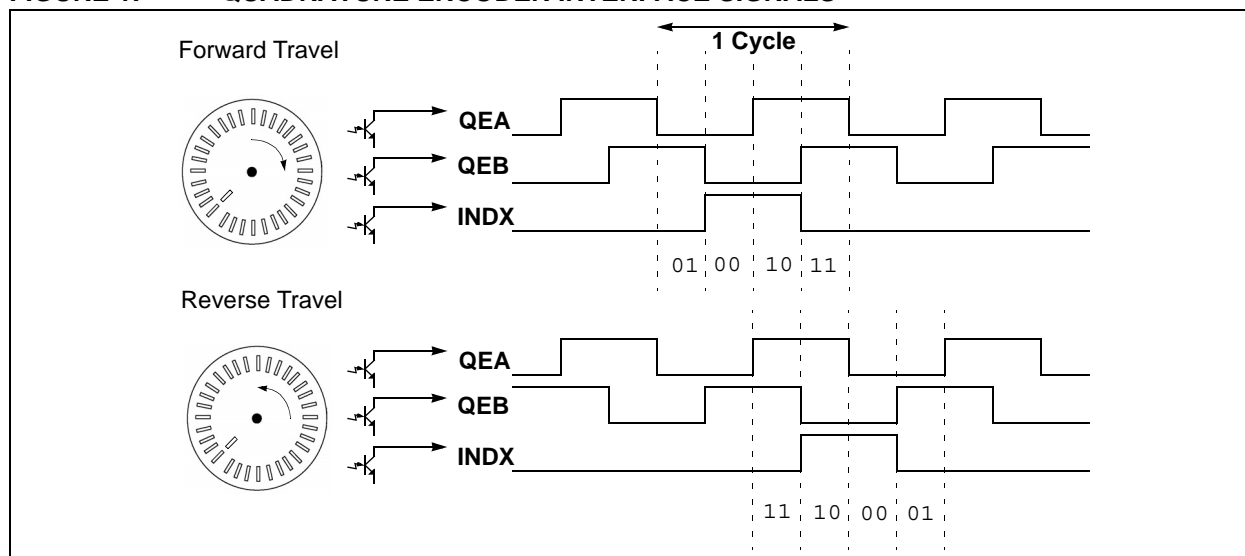 Forward Travel
1 Cycle
QEA
QEB
INDX
01 00 10 11
Reverse Travel
QEA
QEB
INDX
11 10 00 01